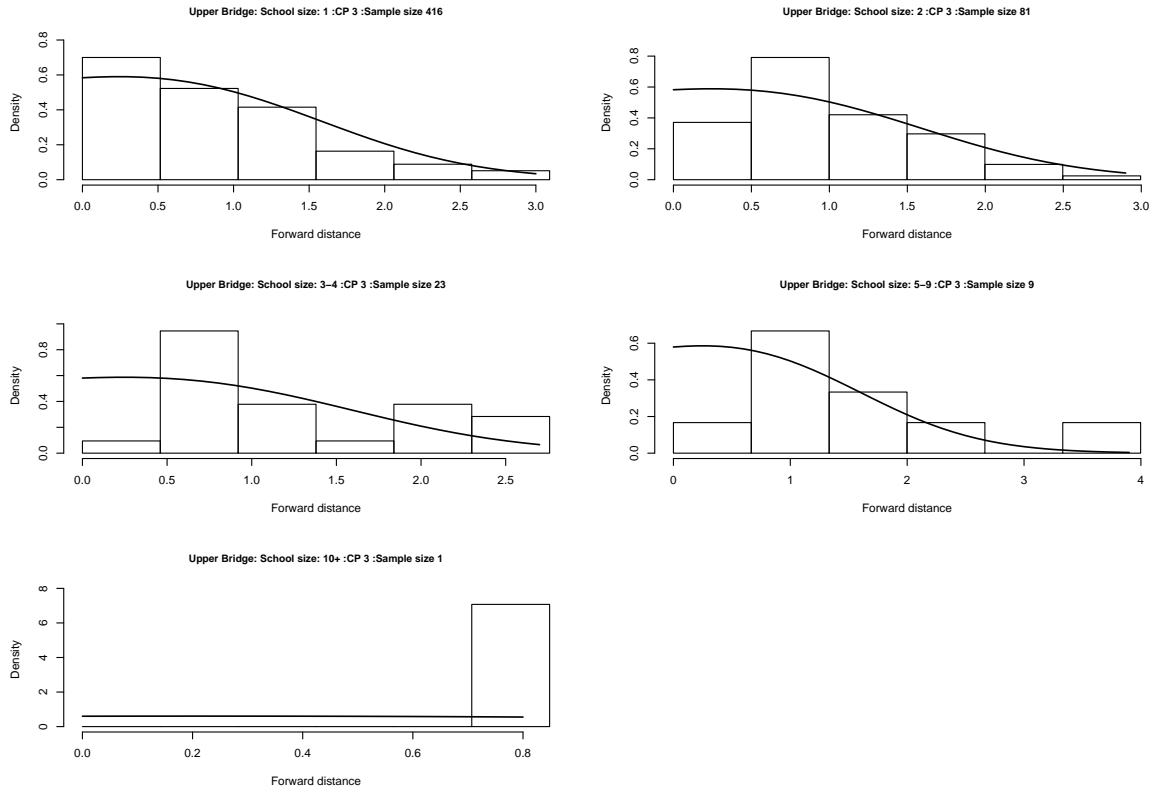 Upper Bridge: School size: 1 :CP 3 :Sample size 416
Density
0.0 0.2 0.4 0.6 0.8
0.0 0.5 1.0 1.5 2.0 2.5 3.0
Forward distance
Upper Bridge: School size: 2 :CP 3 :Sample size 81
Density
0.0 0.2 0.4 0.6 0.8
0.0 0.5 1.0 1.5 2.0 2.5 3.0
Forward distance
Upper Bridge: School size: 3–4 :CP 3 :Sample size 23
Density
0.0 0.4 0.8
0.0 0.5 1.0 1.5 2.0 2.5
Forward distance
Upper Bridge: School size: 5–9 :CP 3 :Sample size 9
Density
0.0 0.2 0.4 0.6
0 1 2 3 4
Forward distance
Upper Bridge: School size: 10+ :CP 3 :Sample size 1
Density
0 2 4 6 8
0.0 0.2 0.4 0.6 0.8
Forward distance